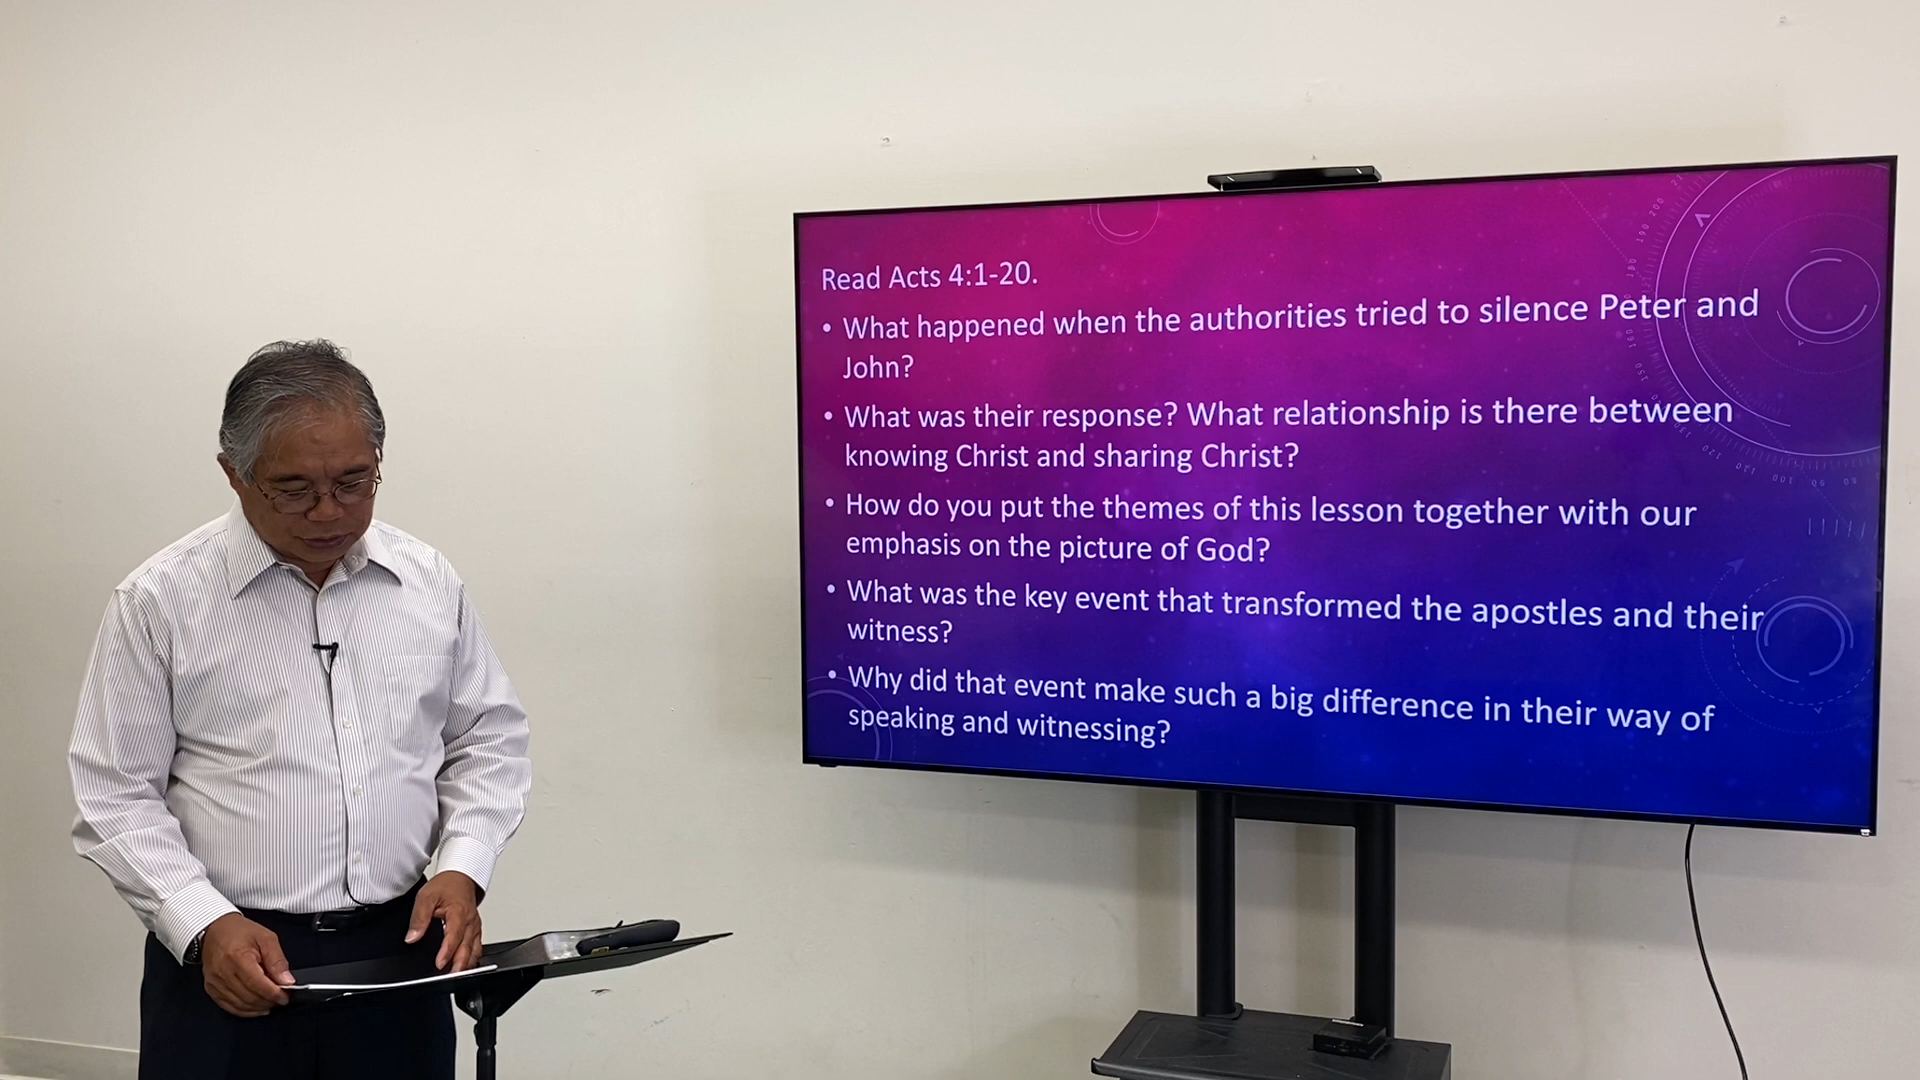 Read Acts 4:1-20.
• What happened when the authorities tried to silence Peter and
John?
• What was their response? What relationship is there between
knowing Christ and sharing Christ?
• How do you put the themes of this lesson together with our
emphasis on the picture of God?
• What was the key event that transformed the apostles and their
witness?
• Why did that event make such a big difference in their way of
speaking and witnessing?